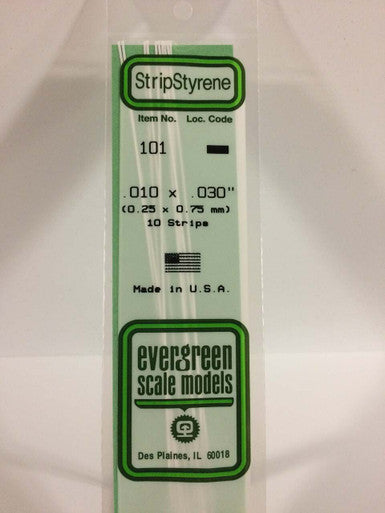 StripStyrene
Item No. Loc. Code
101
.010 x .030"
(0.25 x 0.75 mm)
10 Strips
Made in U.S.A.
evergreen
scale models
Des Plaines, IL 60018